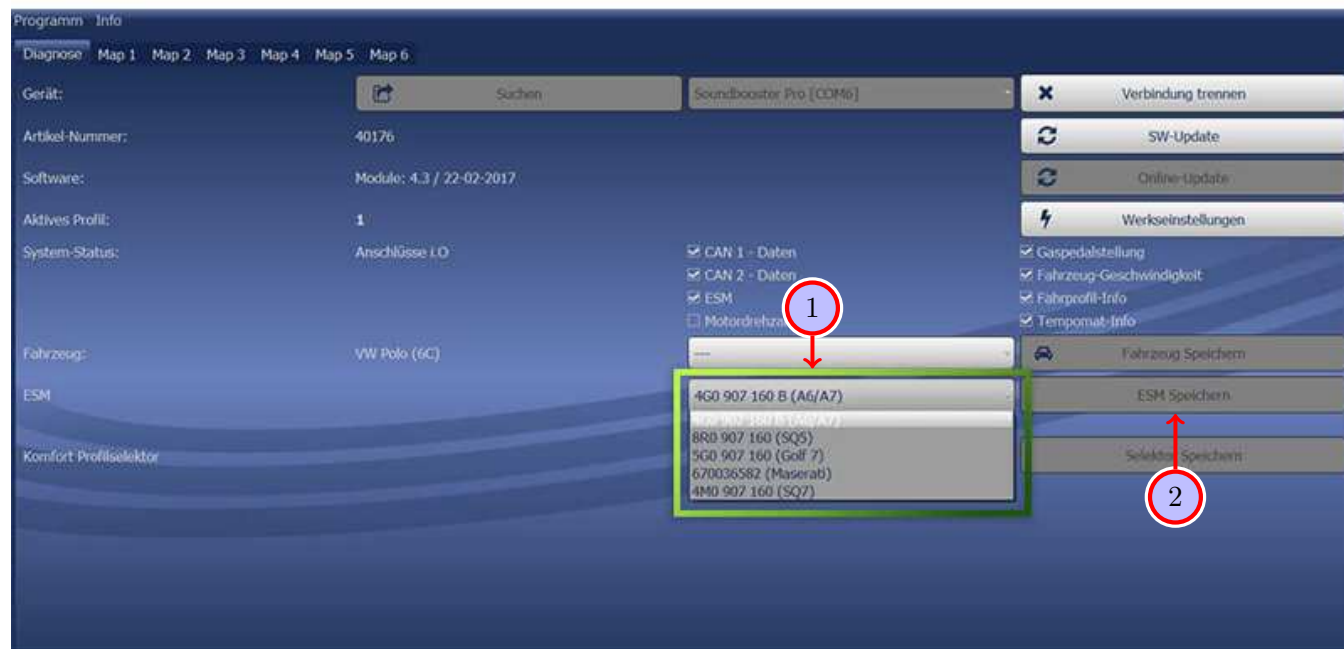 Programm Info
Diagnose Map 1 Map 2 Map 3 Map 4 Map 5 Map 6
Gerät: Suchen Soundbooster Pro [COM6] Verbindung trennen
Artikel-Nummer: 40176 SW-Update
Software: Module: 4.3 / 22-02-2017 Online-Update
Aktives Profil: 1 Werkseinstellungen
System-Status: Anschlüsse i.O CAN 1 - Daten Gaspedalstellung
CAN 2 - Daten Fahrzeug-Geschwindigkeit
ESM Fahrprofil-Info
1
Tempomat-Info
Fahrzeug: VW Polo (6C) --- Fahrzeug Speichern
ESM 4G0 907 160 B (A6/A7) ESM Speichern
8R0 907 160 (SQ5)
5G0 907 160 (Golf 7)
Komfort Profilselektor Selektor Speichern
670036582 (Maserati)
4M0 907 160 (SQ7)
2